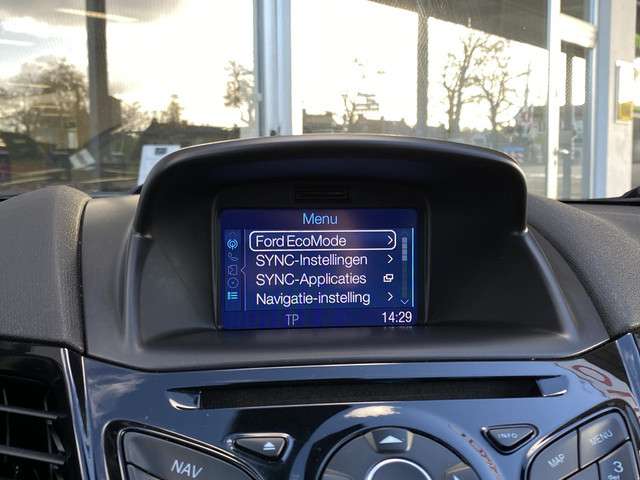 Menu
Ford EcoMode
SYNC-Instellingen
SYNC-Applicaties
Navigatie-instelling
TP 14:29
INFO
MENU
NAV
MAP
3